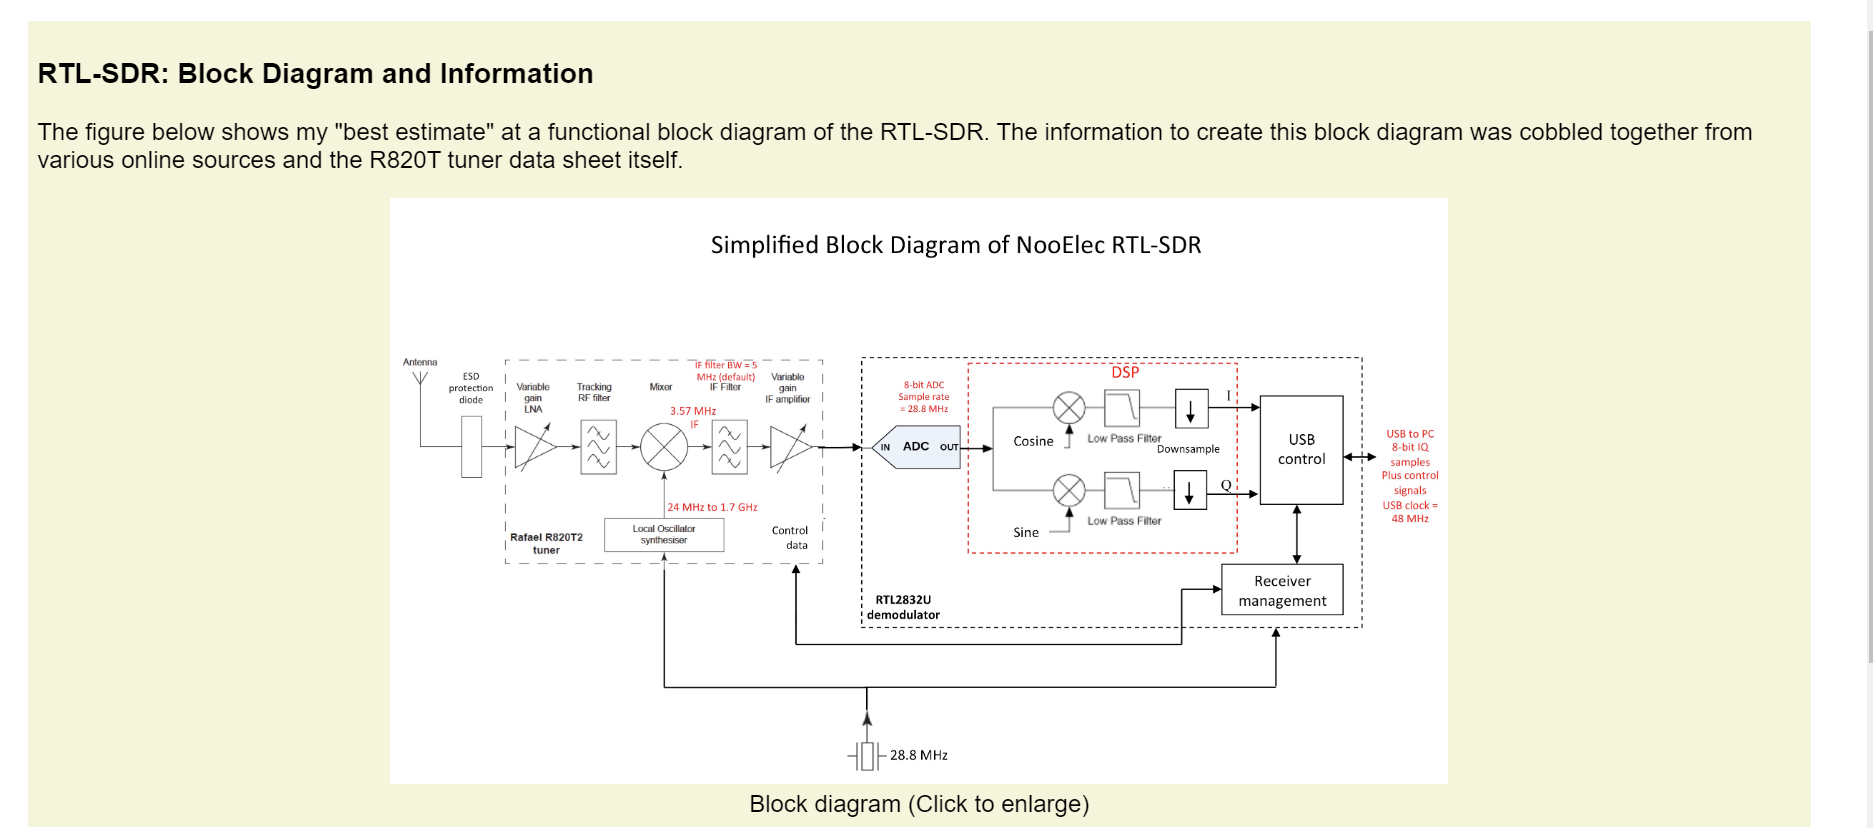 RTL-SDR: Block Diagram and Information
The figure below shows my "best estimate" at a functional block diagram of the RTL-SDR. The information to create this block diagram was cobbled together from
various online sources and the R820T tuner data sheet itself.
Simplified Block Diagram of NooElec RTL-SDR
Antenna
ESD
protection
diode
Variable
gain
LNA
Tracking
RF filter
Mixer
IF filter BW = 5
MHz (default)
IF Filter
Variable
gain
IF amplifier
3.57 MHz
IF
24 MHz to 1.7 GHz
Local Oscillator
synthesiser
Rafael R820T2
tuner
Control
data
8-bit ADC
Sample rate
= 28.8 MHz
IN ADC OUT
DSP
Cosine
Low Pass Filter
Downsample
I
Sine
Low Pass Filter
Q
USB
control
USB to PC
8-bit IQ
samples
Plus control
signals
USB clock =
48 MHz
Receiver
management
RTL2832U
demodulator
28.8 MHz
Block diagram (Click to enlarge)